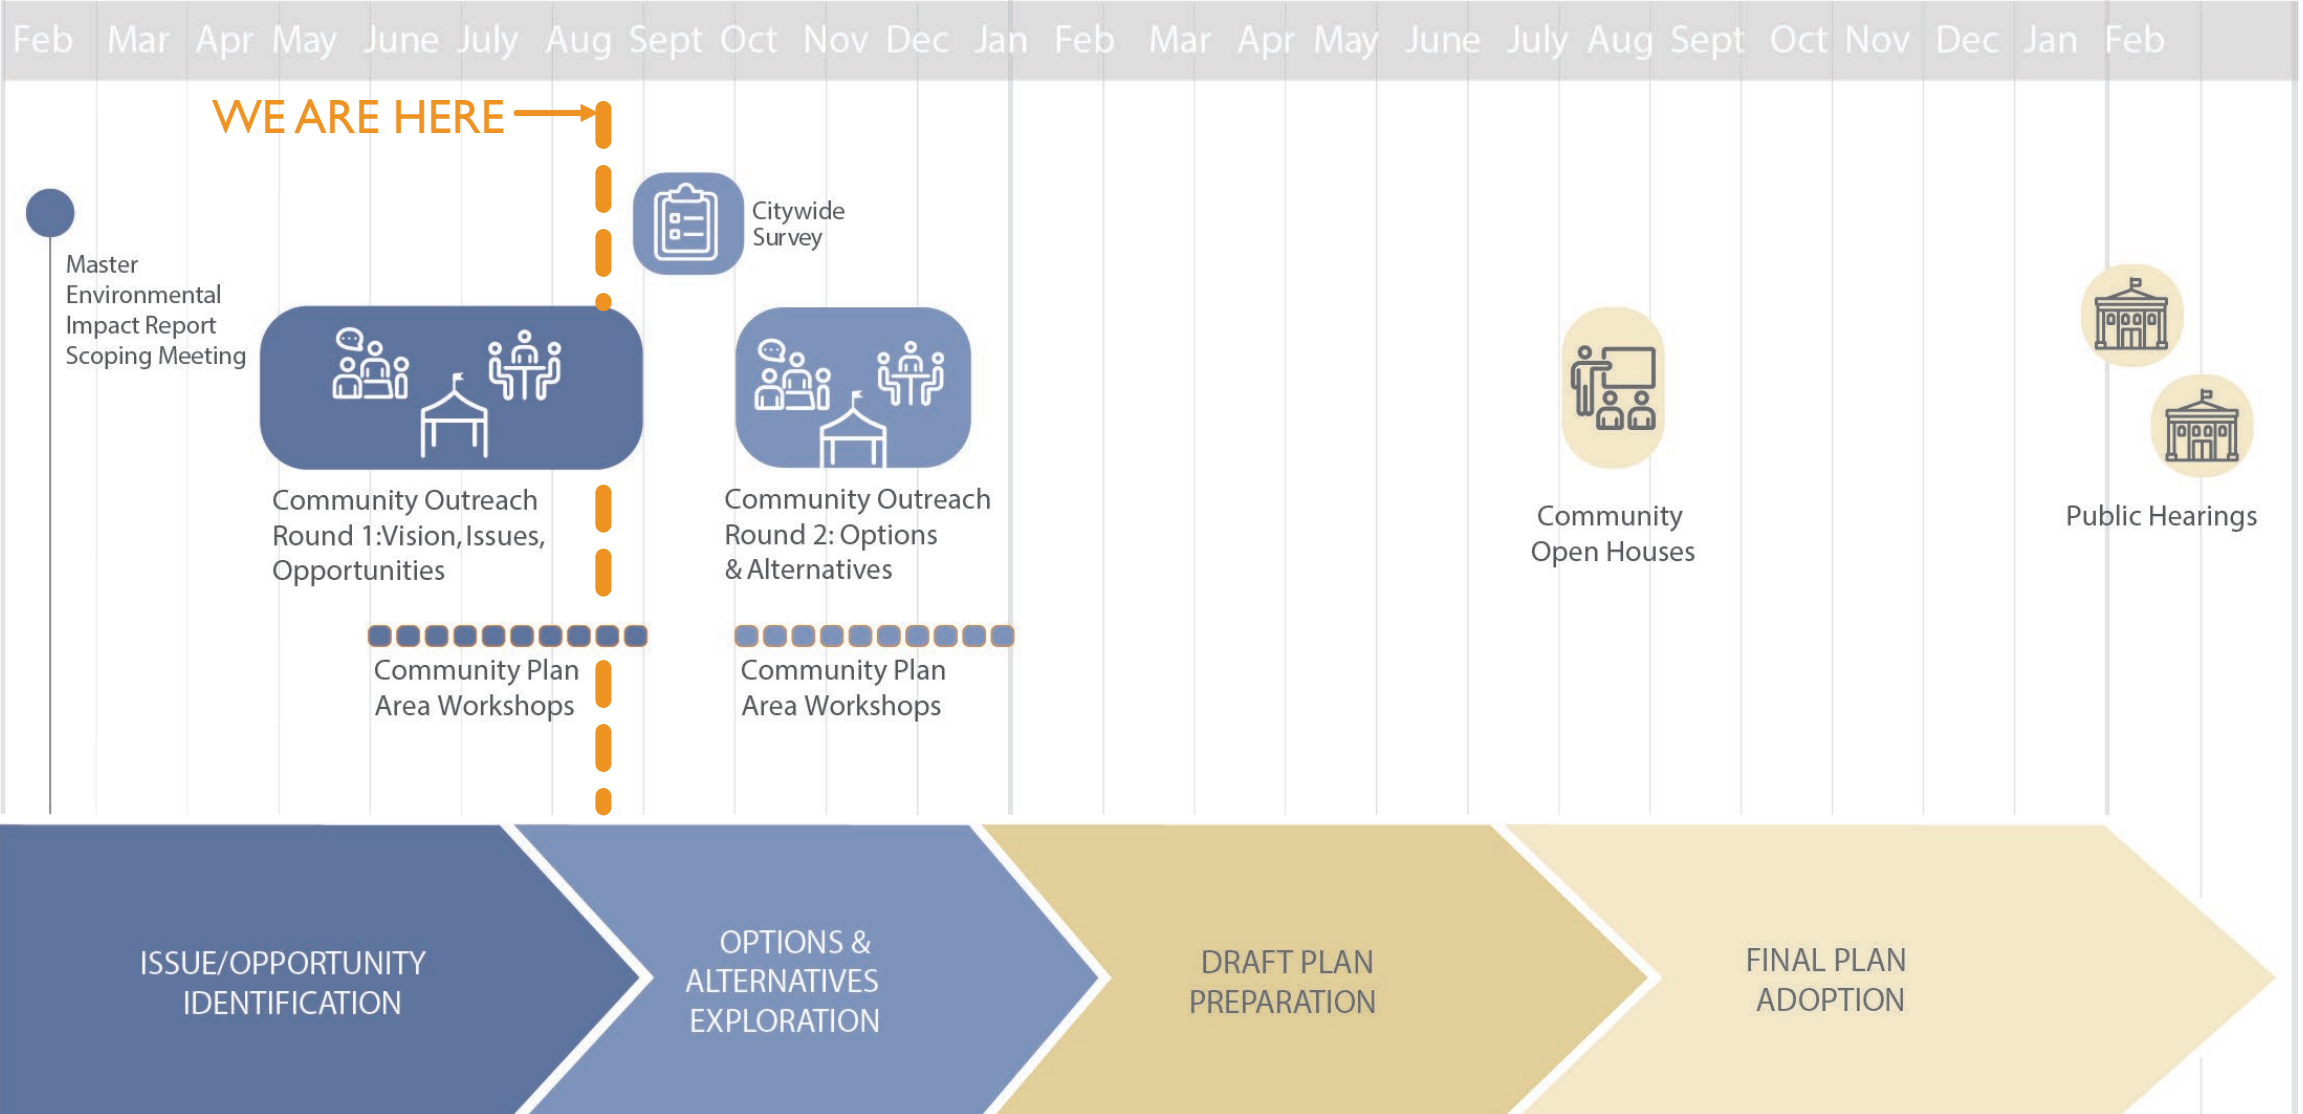 Feb Mar Apr May June July Aug Sept Oct Nov Dec Jan Feb Mar Apr May June July Aug Sept Oct Nov Dec Jan Feb
WE ARE HERE
Citywide
Survey
Master
Environmental
Impact Report
Scoping Meeting
Community Outreach
Round 1:Vision, Issues,
Opportunities
Community Outreach
Round 2: Options
& Alternatives
Community
Open Houses
Public Hearings
Community Plan
Area Workshops
Community Plan
Area Workshops
ISSUE/OPPORTUNITY
IDENTIFICATION
OPTIONS &
ALTERNATIVES
EXPLORATION
DRAFT PLAN
PREPARATION
FINAL PLAN
ADOPTION